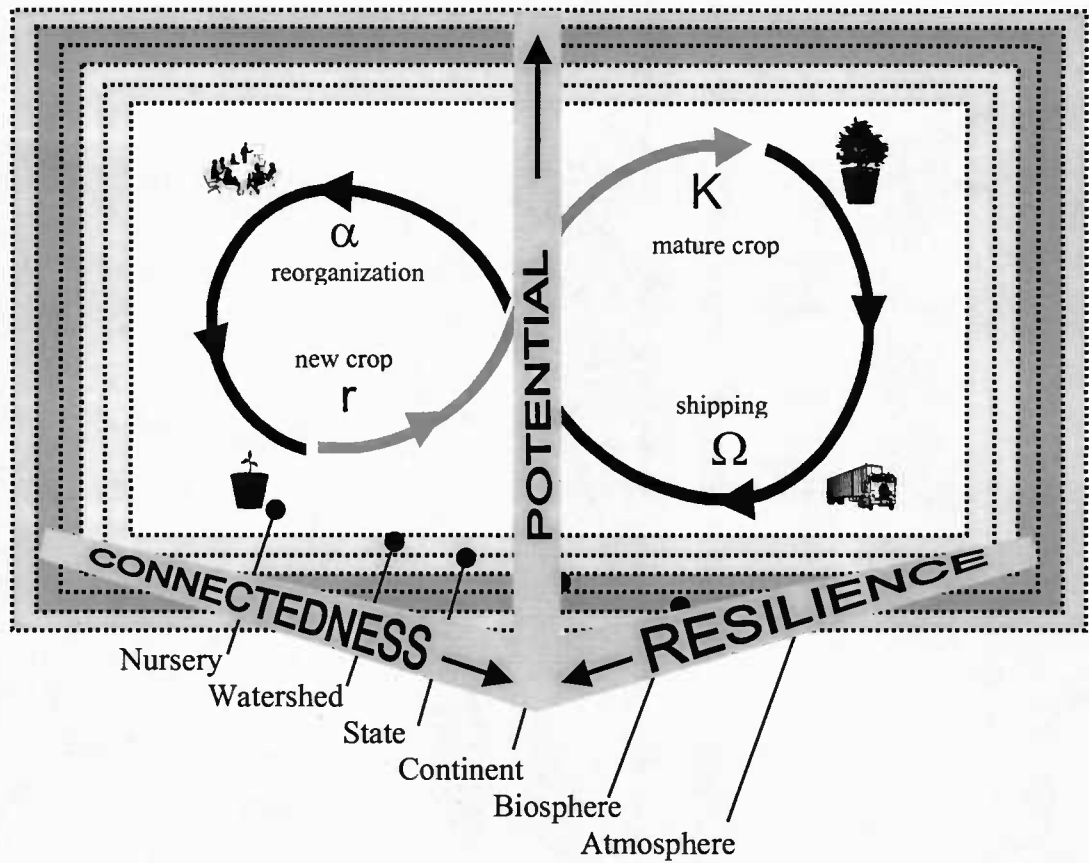 α
reorganization
new crop
r
K
mature crop
shipping
Ω
POTENTIAL
CONNECTEDNESS
RESILIENCE
Nursery
Watershed
State
Continent
Biosphere
Atmosphere